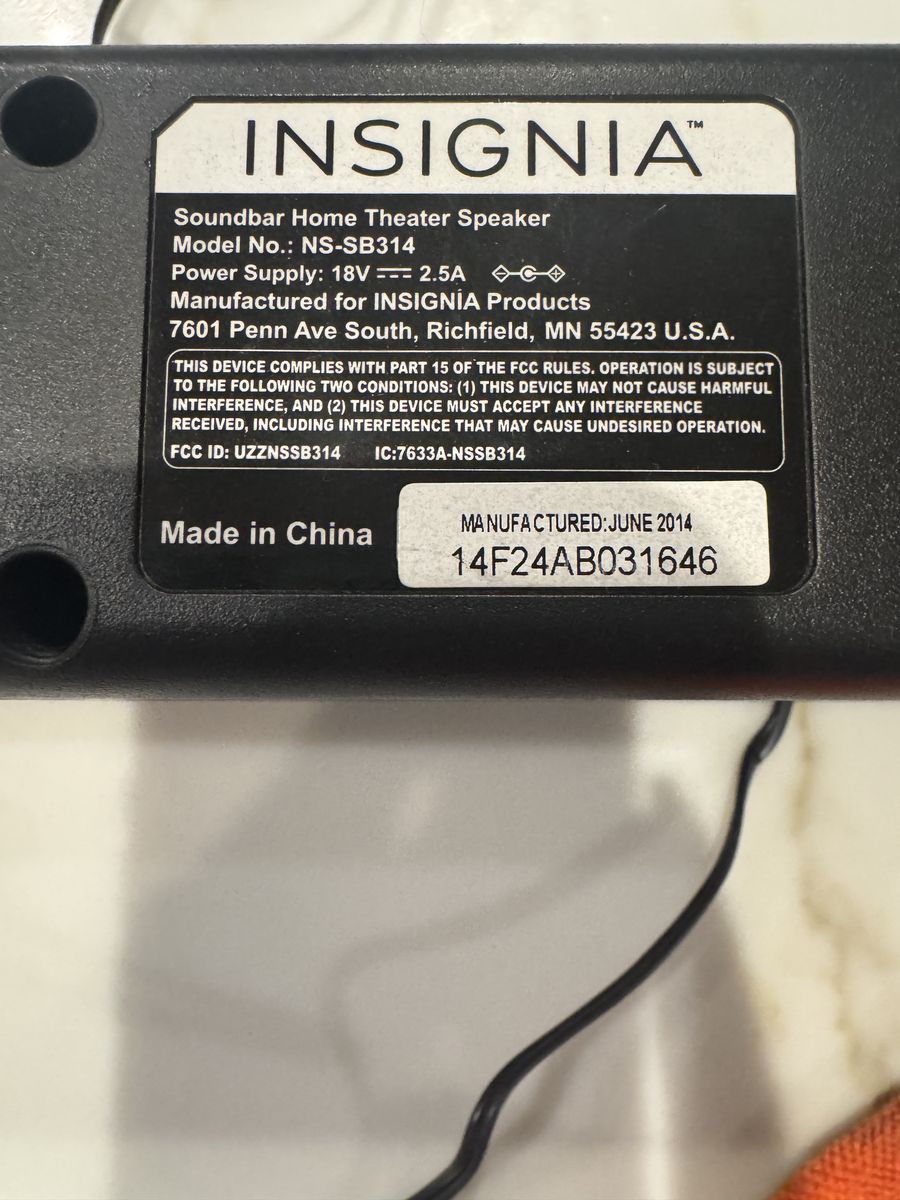 INSIGNIA™
Soundbar Home Theater Speaker
Model No.: NS-SB314
Power Supply: 18V ⎓ 2.5A
Manufactured for INSIGNIA Products
7601 Penn Ave South, Richfield, MN 55423 U.S.A.
THIS DEVICE COMPLIES WITH PART 15 OF THE FCC RULES. OPERATION IS SUBJECT
TO THE FOLLOWING TWO CONDITIONS: (1) THIS DEVICE MAY NOT CAUSE HARMFUL
INTERFERENCE, AND (2) THIS DEVICE MUST ACCEPT ANY INTERFERENCE
RECEIVED, INCLUDING INTERFERENCE THAT MAY CAUSE UNDESIRED OPERATION.
FCC ID: UZZNSSB314 IC:7633A-NSSB314
Made in China
MANUFACTURED:JUNE 2014
14F24AB031646